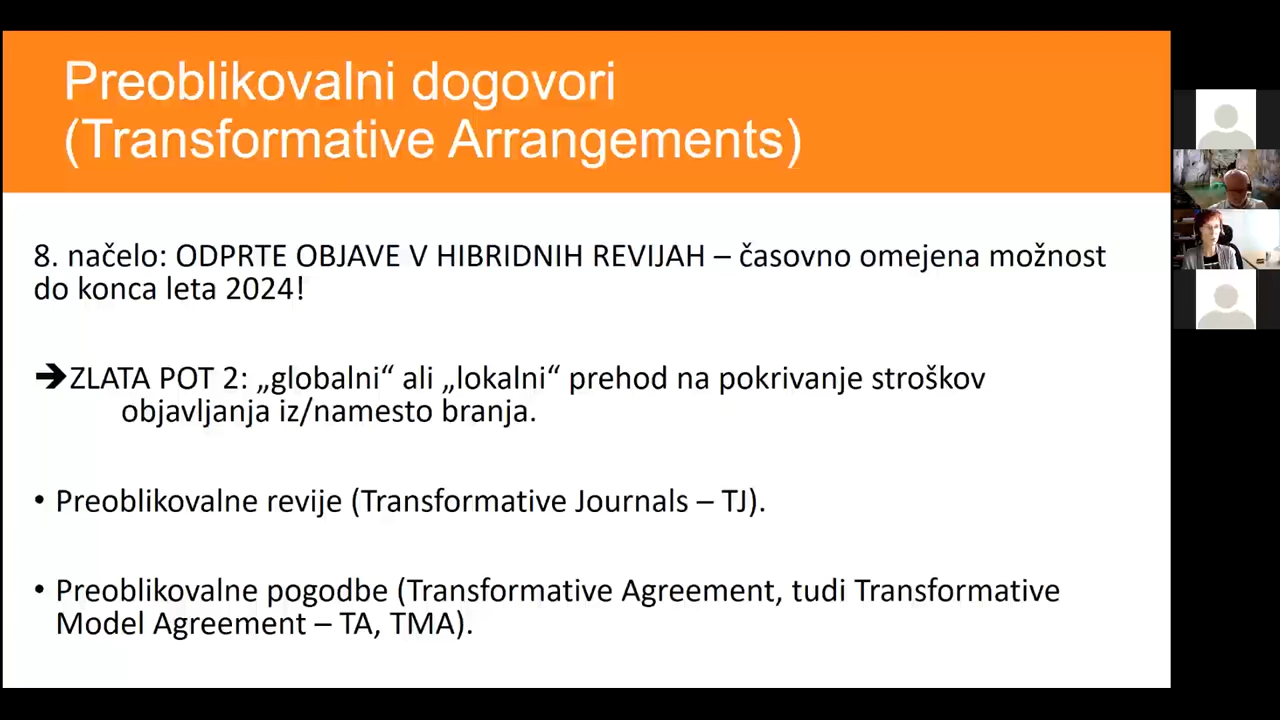 Preoblikovalni dogovori
(Transformative Arrangements)
8. načelo: ODPRTE OBJAVE V HIBRIDNIH REVIJAH – časovno omejena možnost
do konca leta 2024!
➔ZLATA POT 2: „globalni“ ali „lokalni“ prehod na pokrivanje stroškov
objavljanja iz/namesto branja.
• Preoblikovalne revije (Transformative Journals – TJ).
• Preoblikovalne pogodbe (Transformative Agreement, tudi Transformative
Model Agreement – TA, TMA).